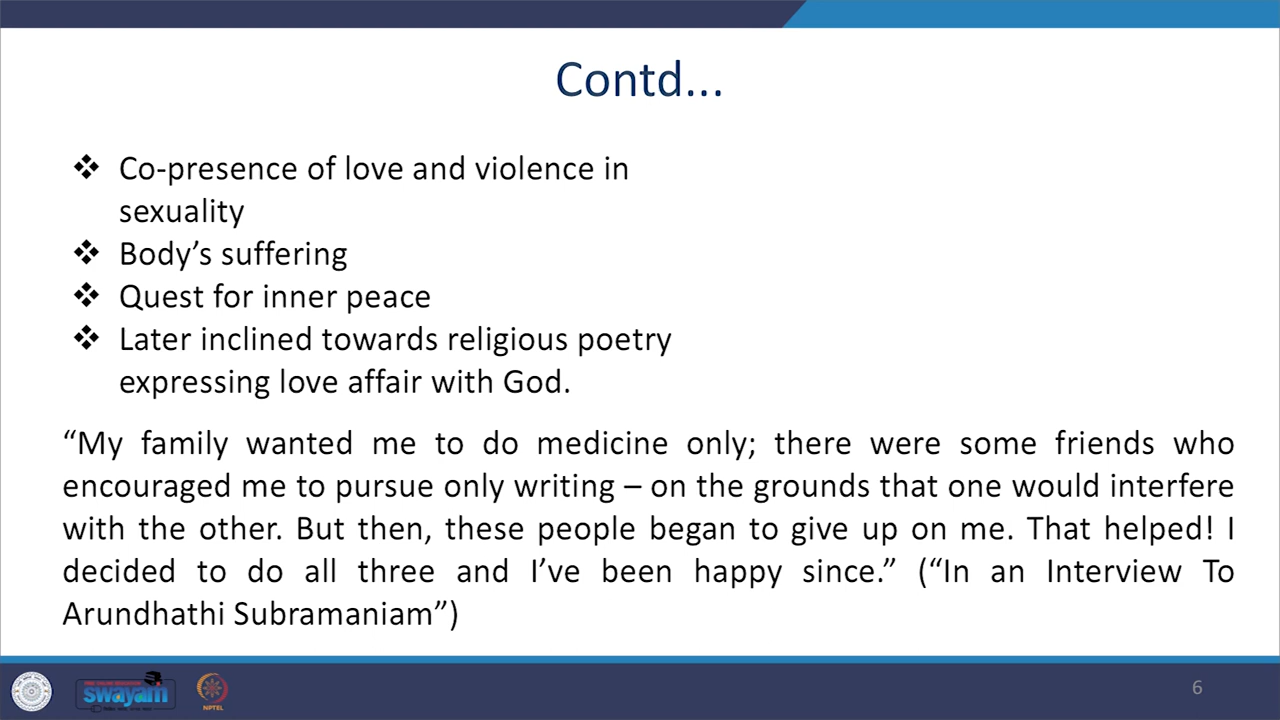 Contd...
❖ Co-presence of love and violence in
sexuality
❖ Body’s suffering
❖ Quest for inner peace
❖ Later inclined towards religious poetry
expressing love affair with God.
“My family wanted me to do medicine only; there were some friends who
encouraged me to pursue only writing – on the grounds that one would interfere
with the other. But then, these people began to give up on me. That helped! I
decided to do all three and I’ve been happy since.” (“In an Interview To
Arundhathi Subramaniam”)
swayam
NPTEL
6